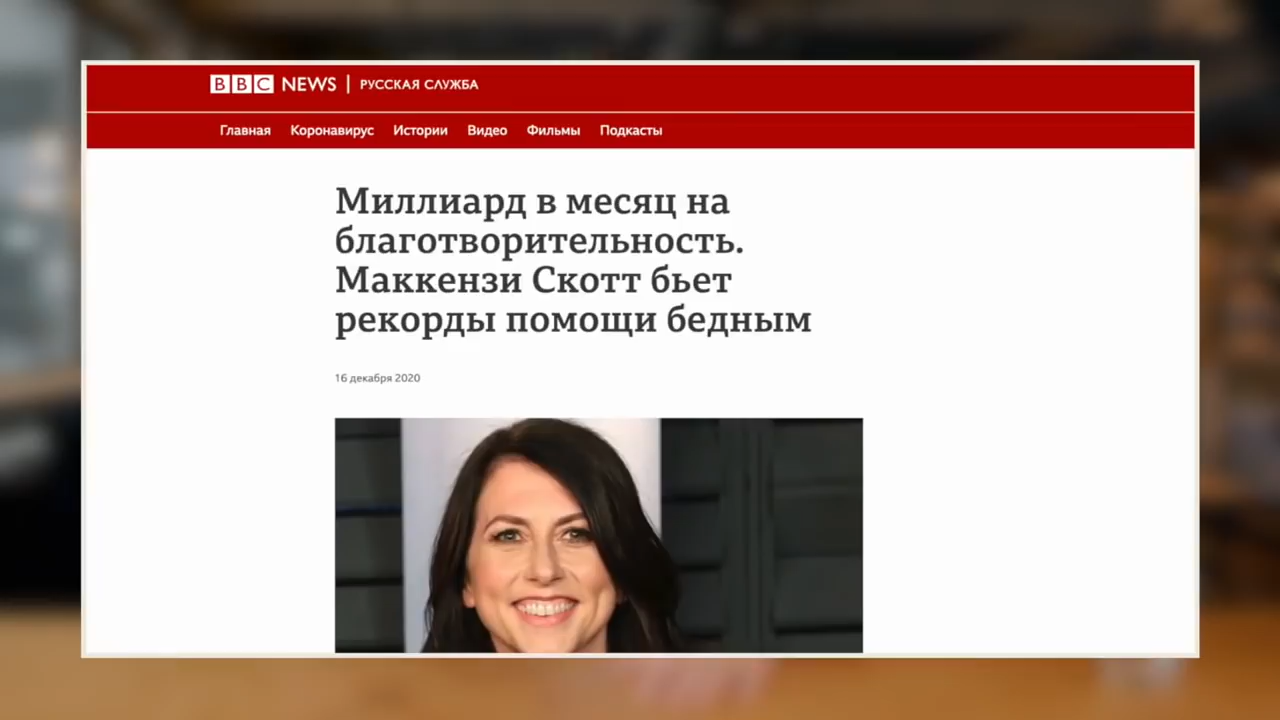 BBC NEWS | РУССКАЯ СЛУЖБА
Главная Коронавирус Истории Видео Фильмы Подкасты
Миллиард в месяц на
благотворительность.
Маккензи Скотт бьет
рекорды помощи бедным
16 декабря 2020